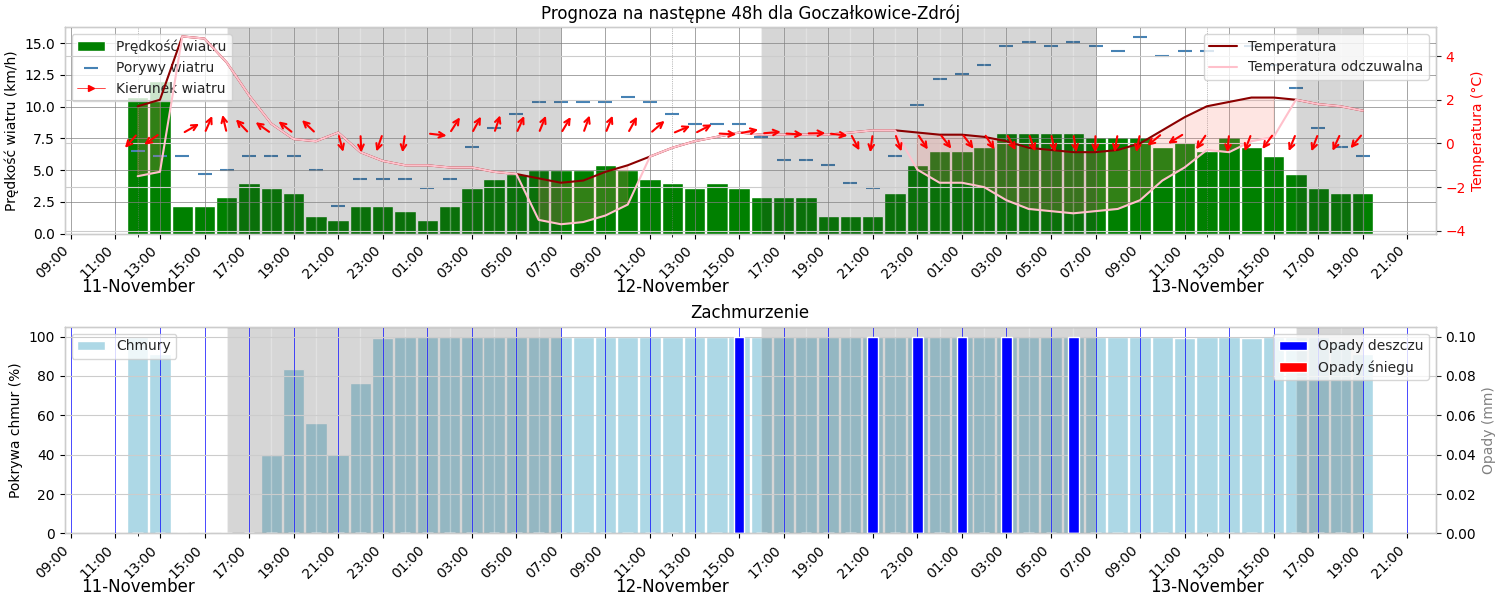 Prognoza na następne 48h dla Goczałkowice-Zdrój
Prędkość wiatru (km/h)
15.0
12.5
10.0
7.5
5.0
2.5
0.0
Prędkość wiatru
Porywy wiatru
Kierunek wiatru
Temperatura
Temperatura odczuwalna
4
2
0
−2
−4
Temperatura (°C)
09:00 11:00 13:00 15:00 17:00 19:00 21:00 23:00 01:00 03:00 05:00 07:00 09:00 11:00 13:00 15:00 17:00 19:00 21:00 23:00 01:00 03:00 05:00 07:00 09:00 11:00 13:00 15:00 17:00 19:00 21:00
11-November 12-November 13-November
Zachmurzenie
Pokrywa chmur (%)
100
80
60
40
20
0
Chmury
Opady deszczu
Opady śniegu
0.10
0.08
0.06
0.04
0.02
0.00
Opady (mm)
09:00 11:00 13:00 15:00 17:00 19:00 21:00 23:00 01:00 03:00 05:00 07:00 09:00 11:00 13:00 15:00 17:00 19:00 21:00 23:00 01:00 03:00 05:00 07:00 09:00 11:00 13:00 15:00 17:00 19:00 21:00
11-November 12-November 13-November